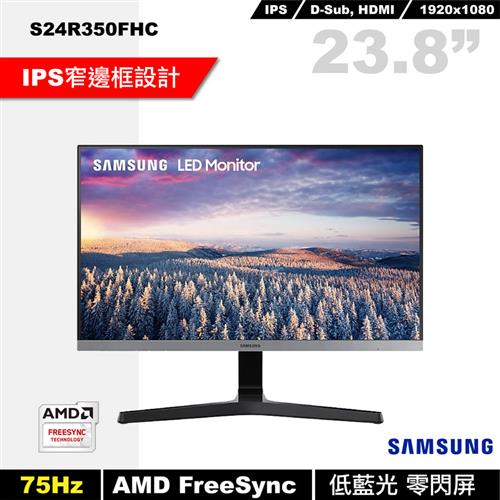 S24R350FHC
IPS
D-Sub, HDMI
1920x1080
23.8”
IPS窄邊框設計
SAMSUNG LED Monitor
SAMSUNG
AMD
FREESYNC
TECHNOLOGY
SAMSUNG
75Hz
AMD FreeSync
低藍光 零閃屏